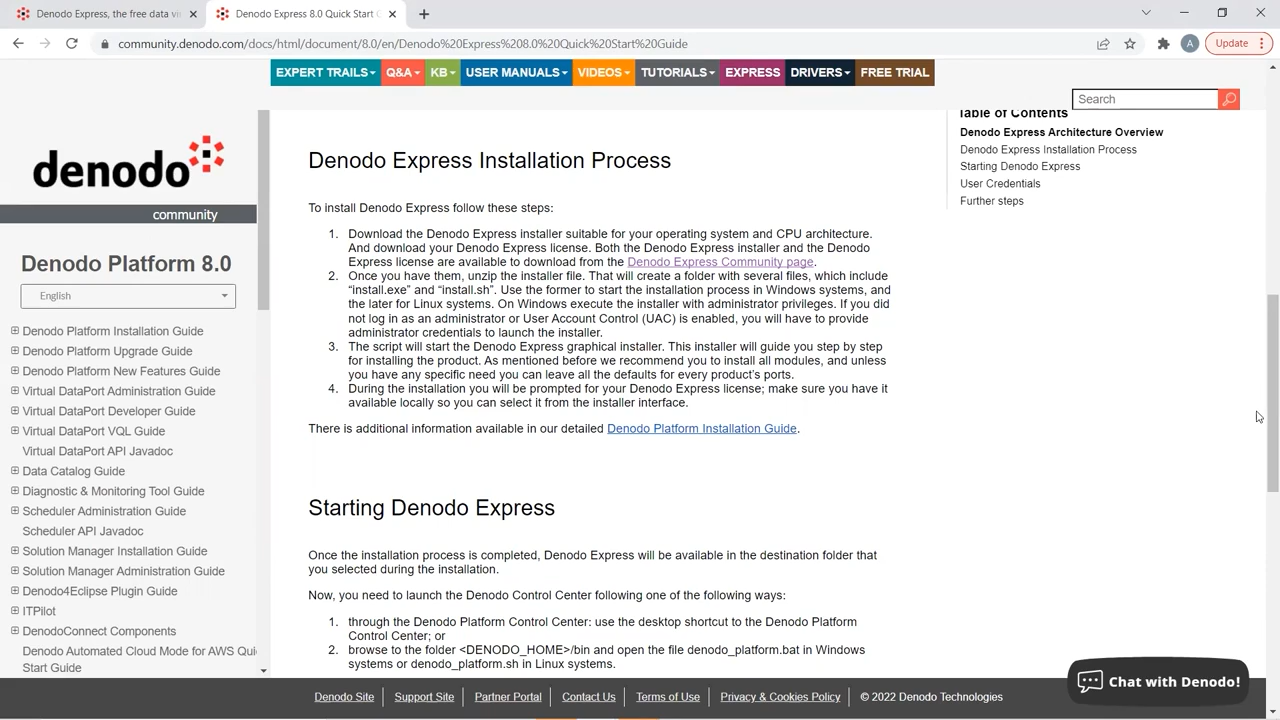 Denodo Express, the free data vi
Denodo Express 8.0 Quick Start G
community.denodo.com/docs/html/document/8.0/en/Denodo%20Express%208.0%20Quick%20Start%20Guide
A
Update
EXPERT TRAILS
Q&A
KB
USER MANUALS
VIDEOS
TUTORIALS
EXPRESS
DRIVERS
FREE TRIAL
Search
denodo
community
Denodo Platform 8.0
English
Denodo Platform Installation Guide
Denodo Platform Upgrade Guide
Denodo Platform New Features Guide
Virtual DataPort Administration Guide
Virtual DataPort Developer Guide
Virtual DataPort VQL Guide
Virtual DataPort API Javadoc
Data Catalog Guide
Diagnostic & Monitoring Tool Guide
Scheduler Administration Guide
Scheduler API Javadoc
Solution Manager Installation Guide
Solution Manager Administration Guide
Denodo4Eclipse Plugin Guide
ITPilot
DenodoConnect Components
Denodo Automated Cloud Mode for AWS Qui
Start Guide
Denodo Express Installation Process
To install Denodo Express follow these steps:
1. Download the Denodo Express installer suitable for your operating system and CPU architecture.
And download your Denodo Express license. Both the Denodo Express installer and the Denodo
Express license are available to download from the Denodo Express Community page.
2. Once you have them, unzip the installer file. That will create a folder with several files, which include
“install.exe” and “install.sh”. Use the former to start the installation process in Windows systems, and
the later for Linux systems. On Windows execute the installer with administrator privileges. If you did
not log in as an administrator or User Account Control (UAC) is enabled, you will have to provide
administrator credentials to launch the installer.
3. The script will start the Denodo Express graphical installer. This installer will guide you step by step
for installing the product. As mentioned before we recommend you to install all modules, and unless
you have any specific need you can leave all the defaults for every product’s ports.
4. During the installation you will be prompted for your Denodo Express license; make sure you have it
available locally so you can select it from the installer interface.
There is additional information available in our detailed Denodo Platform Installation Guide.
Starting Denodo Express
Once the installation process is completed, Denodo Express will be available in the destination folder that
you selected during the installation.
Now, you need to launch the Denodo Control Center following one of the following ways:
1. through the Denodo Platform Control Center: use the desktop shortcut to the Denodo Platform
Control Center; or
2. browse to the folder <DENODO_HOME>/bin and open the file denodo_platform.bat in Windows
systems or denodo_platform.sh in Linux systems.
Table of Contents
Denodo Express Architecture Overview
Denodo Express Installation Process
Starting Denodo Express
User Credentials
Further steps
Chat with Denodo!
Denodo Site | Support Site | Partner Portal | Contact Us | Terms of Use | Privacy & Cookies Policy | © 2022 Denodo Technologies